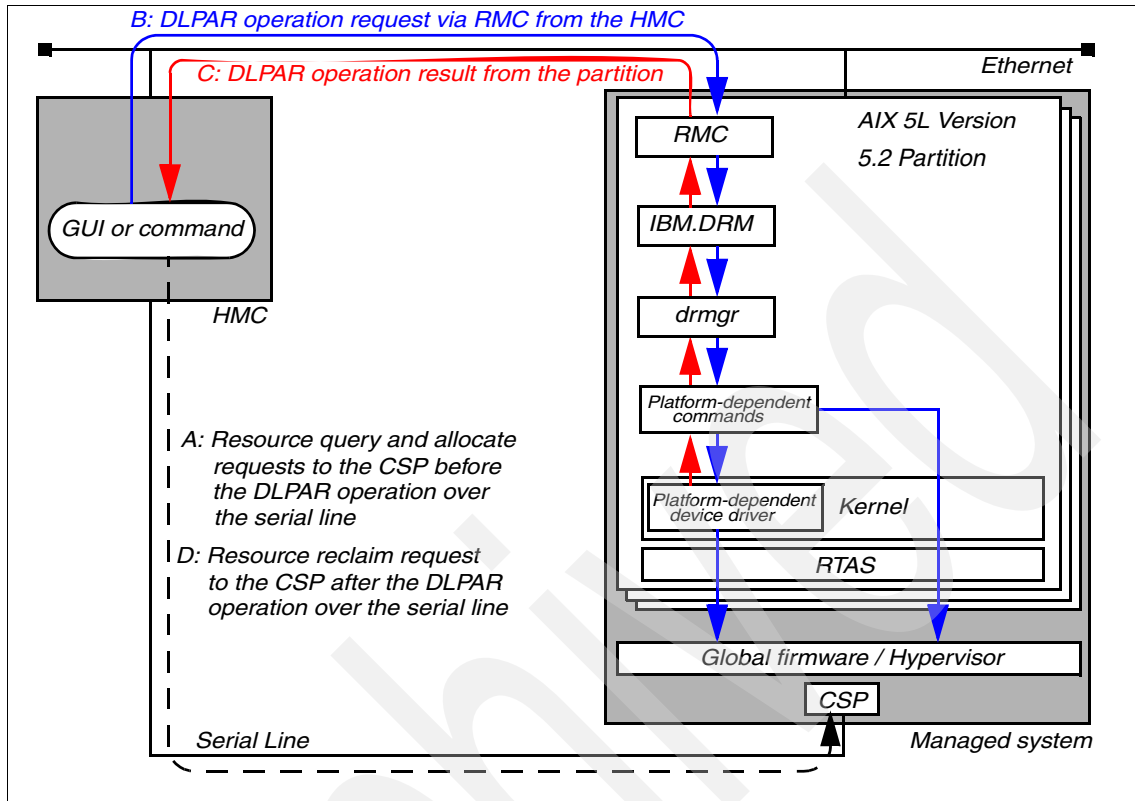 B: DLPAR operation request via RMC from the HMC
Ethernet
C: DLPAR operation result from the partition
RMC
AIX 5L Version
5.2 Partition
GUI or command
IBM.DRM
HMC
drmgr
Platform-dependent
commands
A: Resource query and allocate
requests to the CSP before
the DLPAR operation over
the serial line
Platform-dependent
device driver
Kernel
D: Resource reclaim request
to the CSP after the DLPAR
operation over the serial line
RTAS
Global firmware / Hypervisor
CSP
Serial Line
Managed system